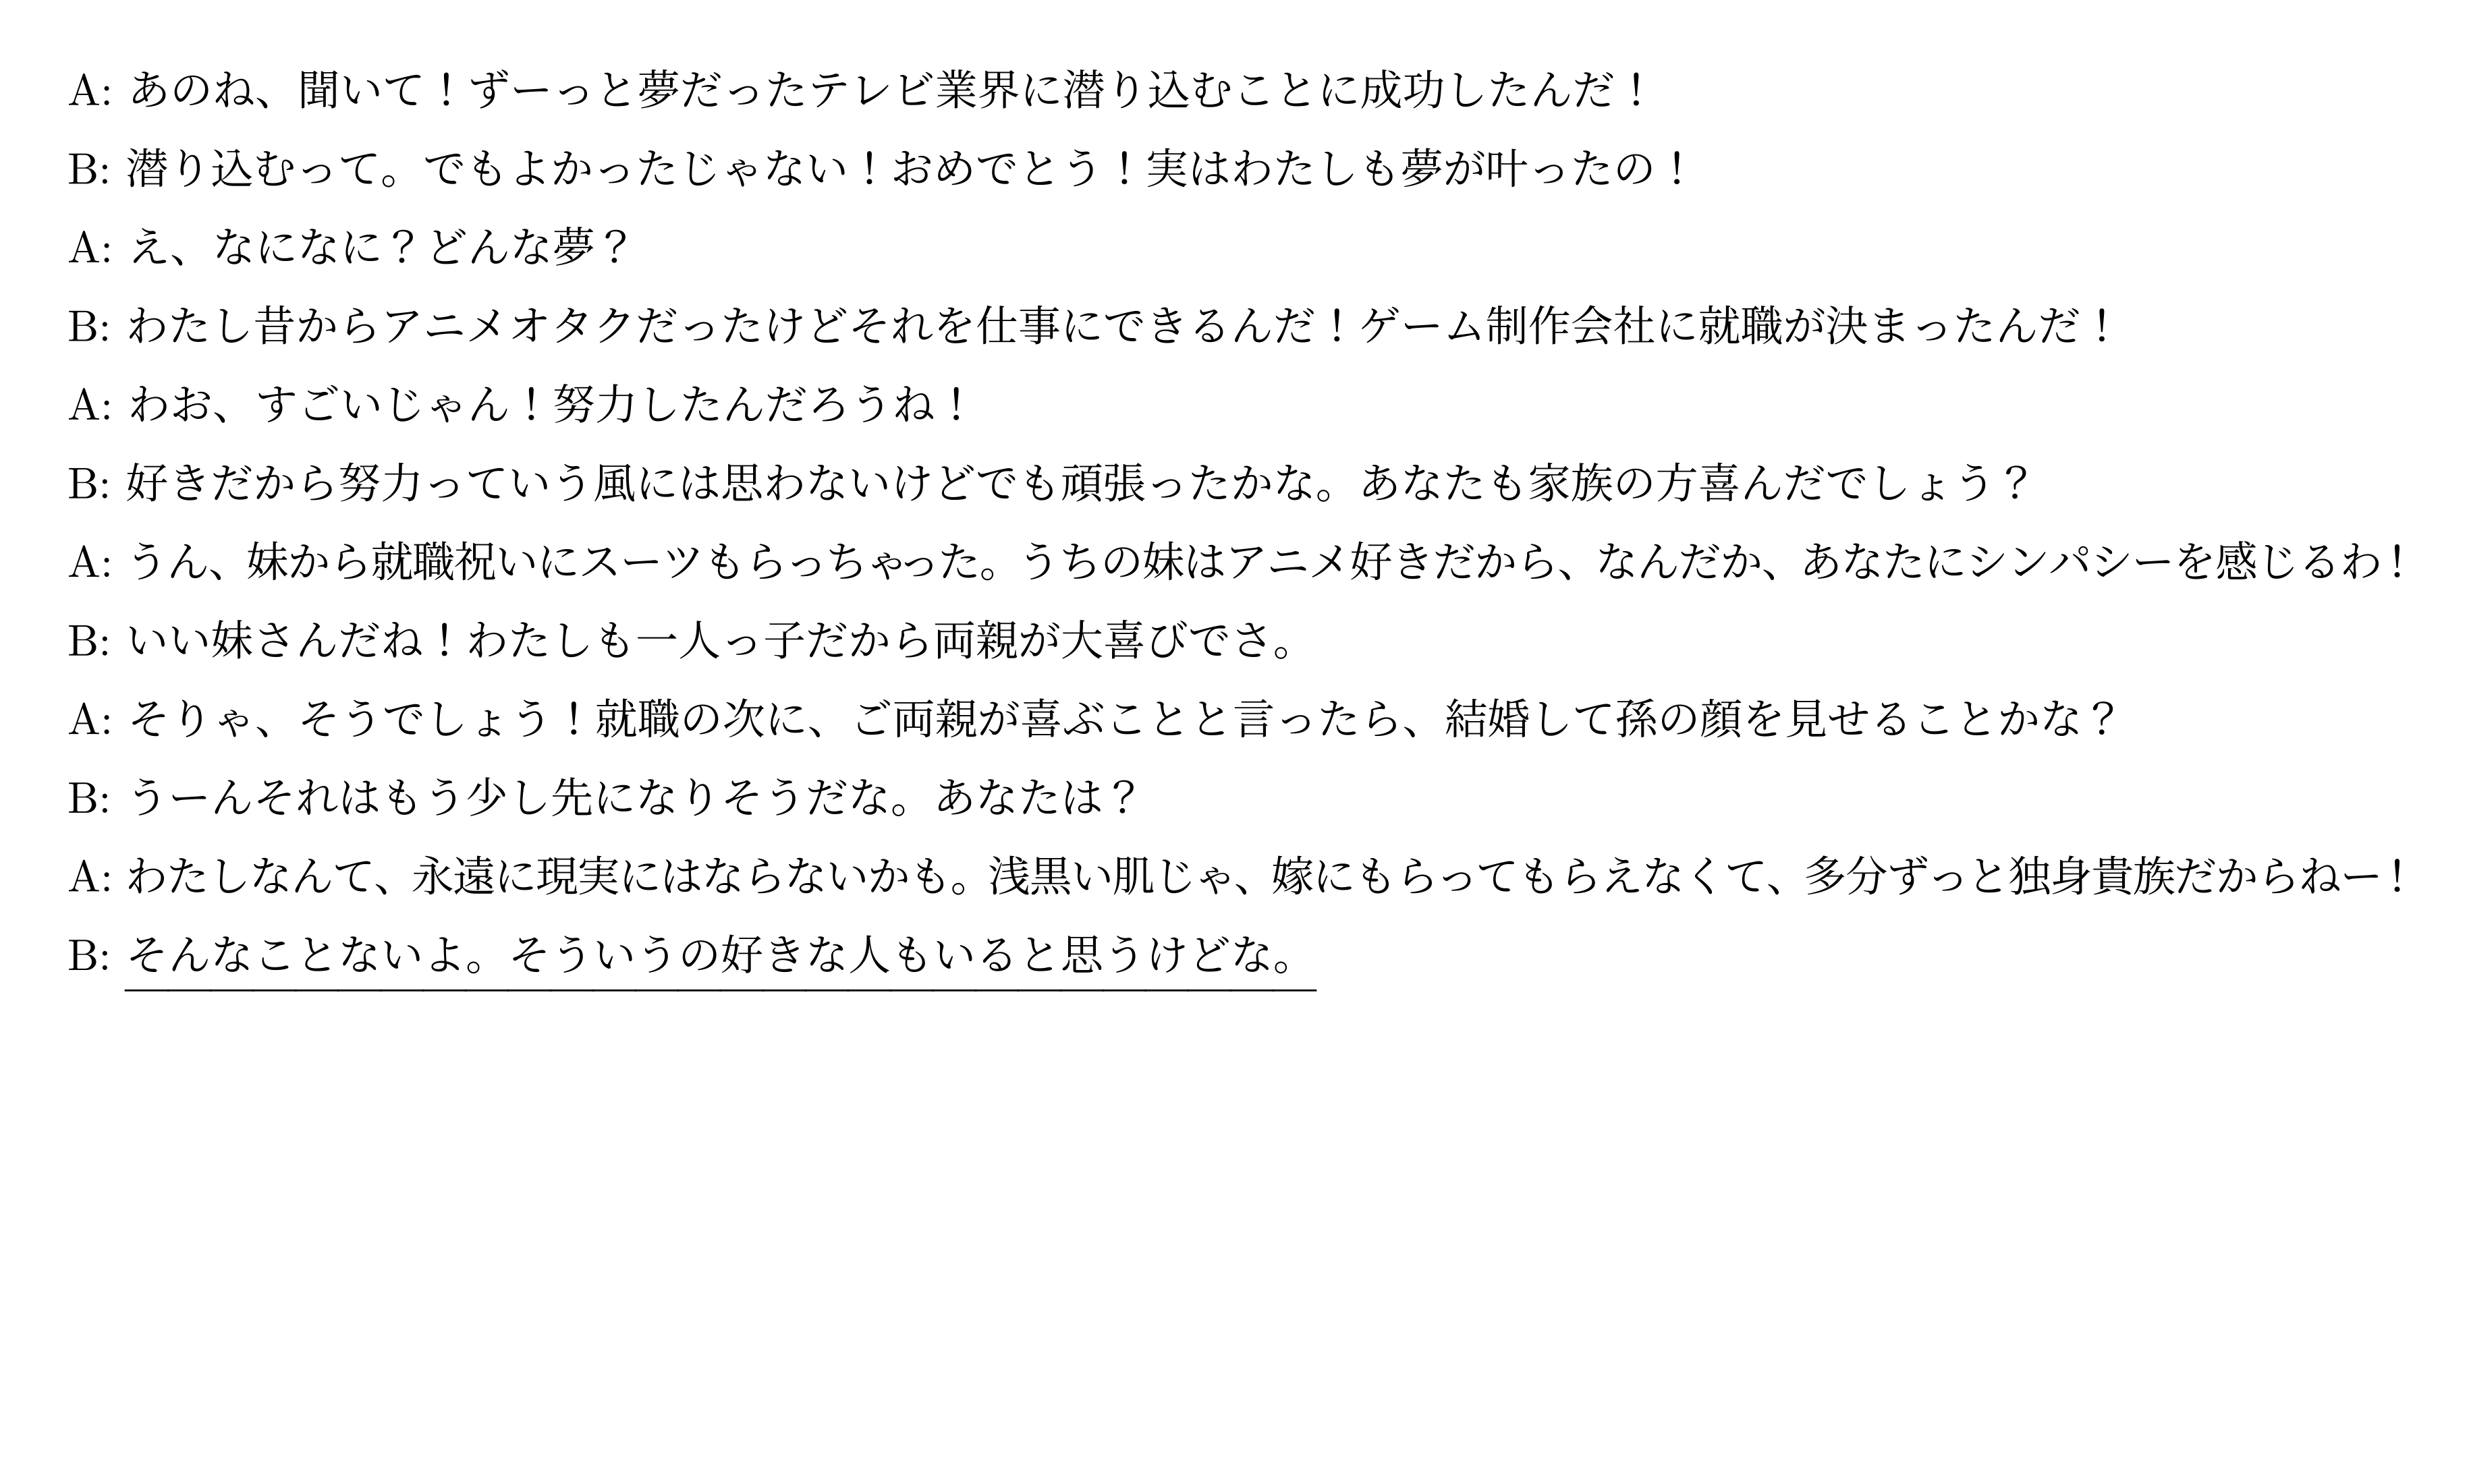 A: あのね、聞いて！ずーっと夢だったテレビ業界に潜り込むことに成功したんだ！
B: 潜り込むって。でもよかったじゃない！おめでとう！実はわたしも夢が叶ったの！
A: え、なになに？どんな夢？
B: わたし昔からアニメオタクだったけどそれを仕事にできるんだ！ゲーム制作会社に就職が決まったんだ！
A: わお、すごいじゃん！努力したんだろうね！
B: 好きだから努力っていう風には思わないけどでも頑張ったかな。あなたも家族の方喜んだでしょう？
A: うん、妹から就職祝いにスーツもらっちゃった。うちの妹はアニメ好きだから、なんだか、あなたにシンパシーを感じるわ！
B: いい妹さんだね！わたしも一人っ子だから両親が大喜びでさ。
A: そりゃ、そうでしょう！就職の次に、ご両親が喜ぶことと言ったら、結婚して孫の顔を見せることかな？
B: うーんそれはもう少し先になりそうだな。あなたは？
A: わたしなんて、永遠に現実にはならないかも。浅黒い肌じゃ、嫁にもらってもらえなくて、多分ずっと独身貴族だからねー！
B: そんなことないよ。そういうの好きな人もいると思うけどな。